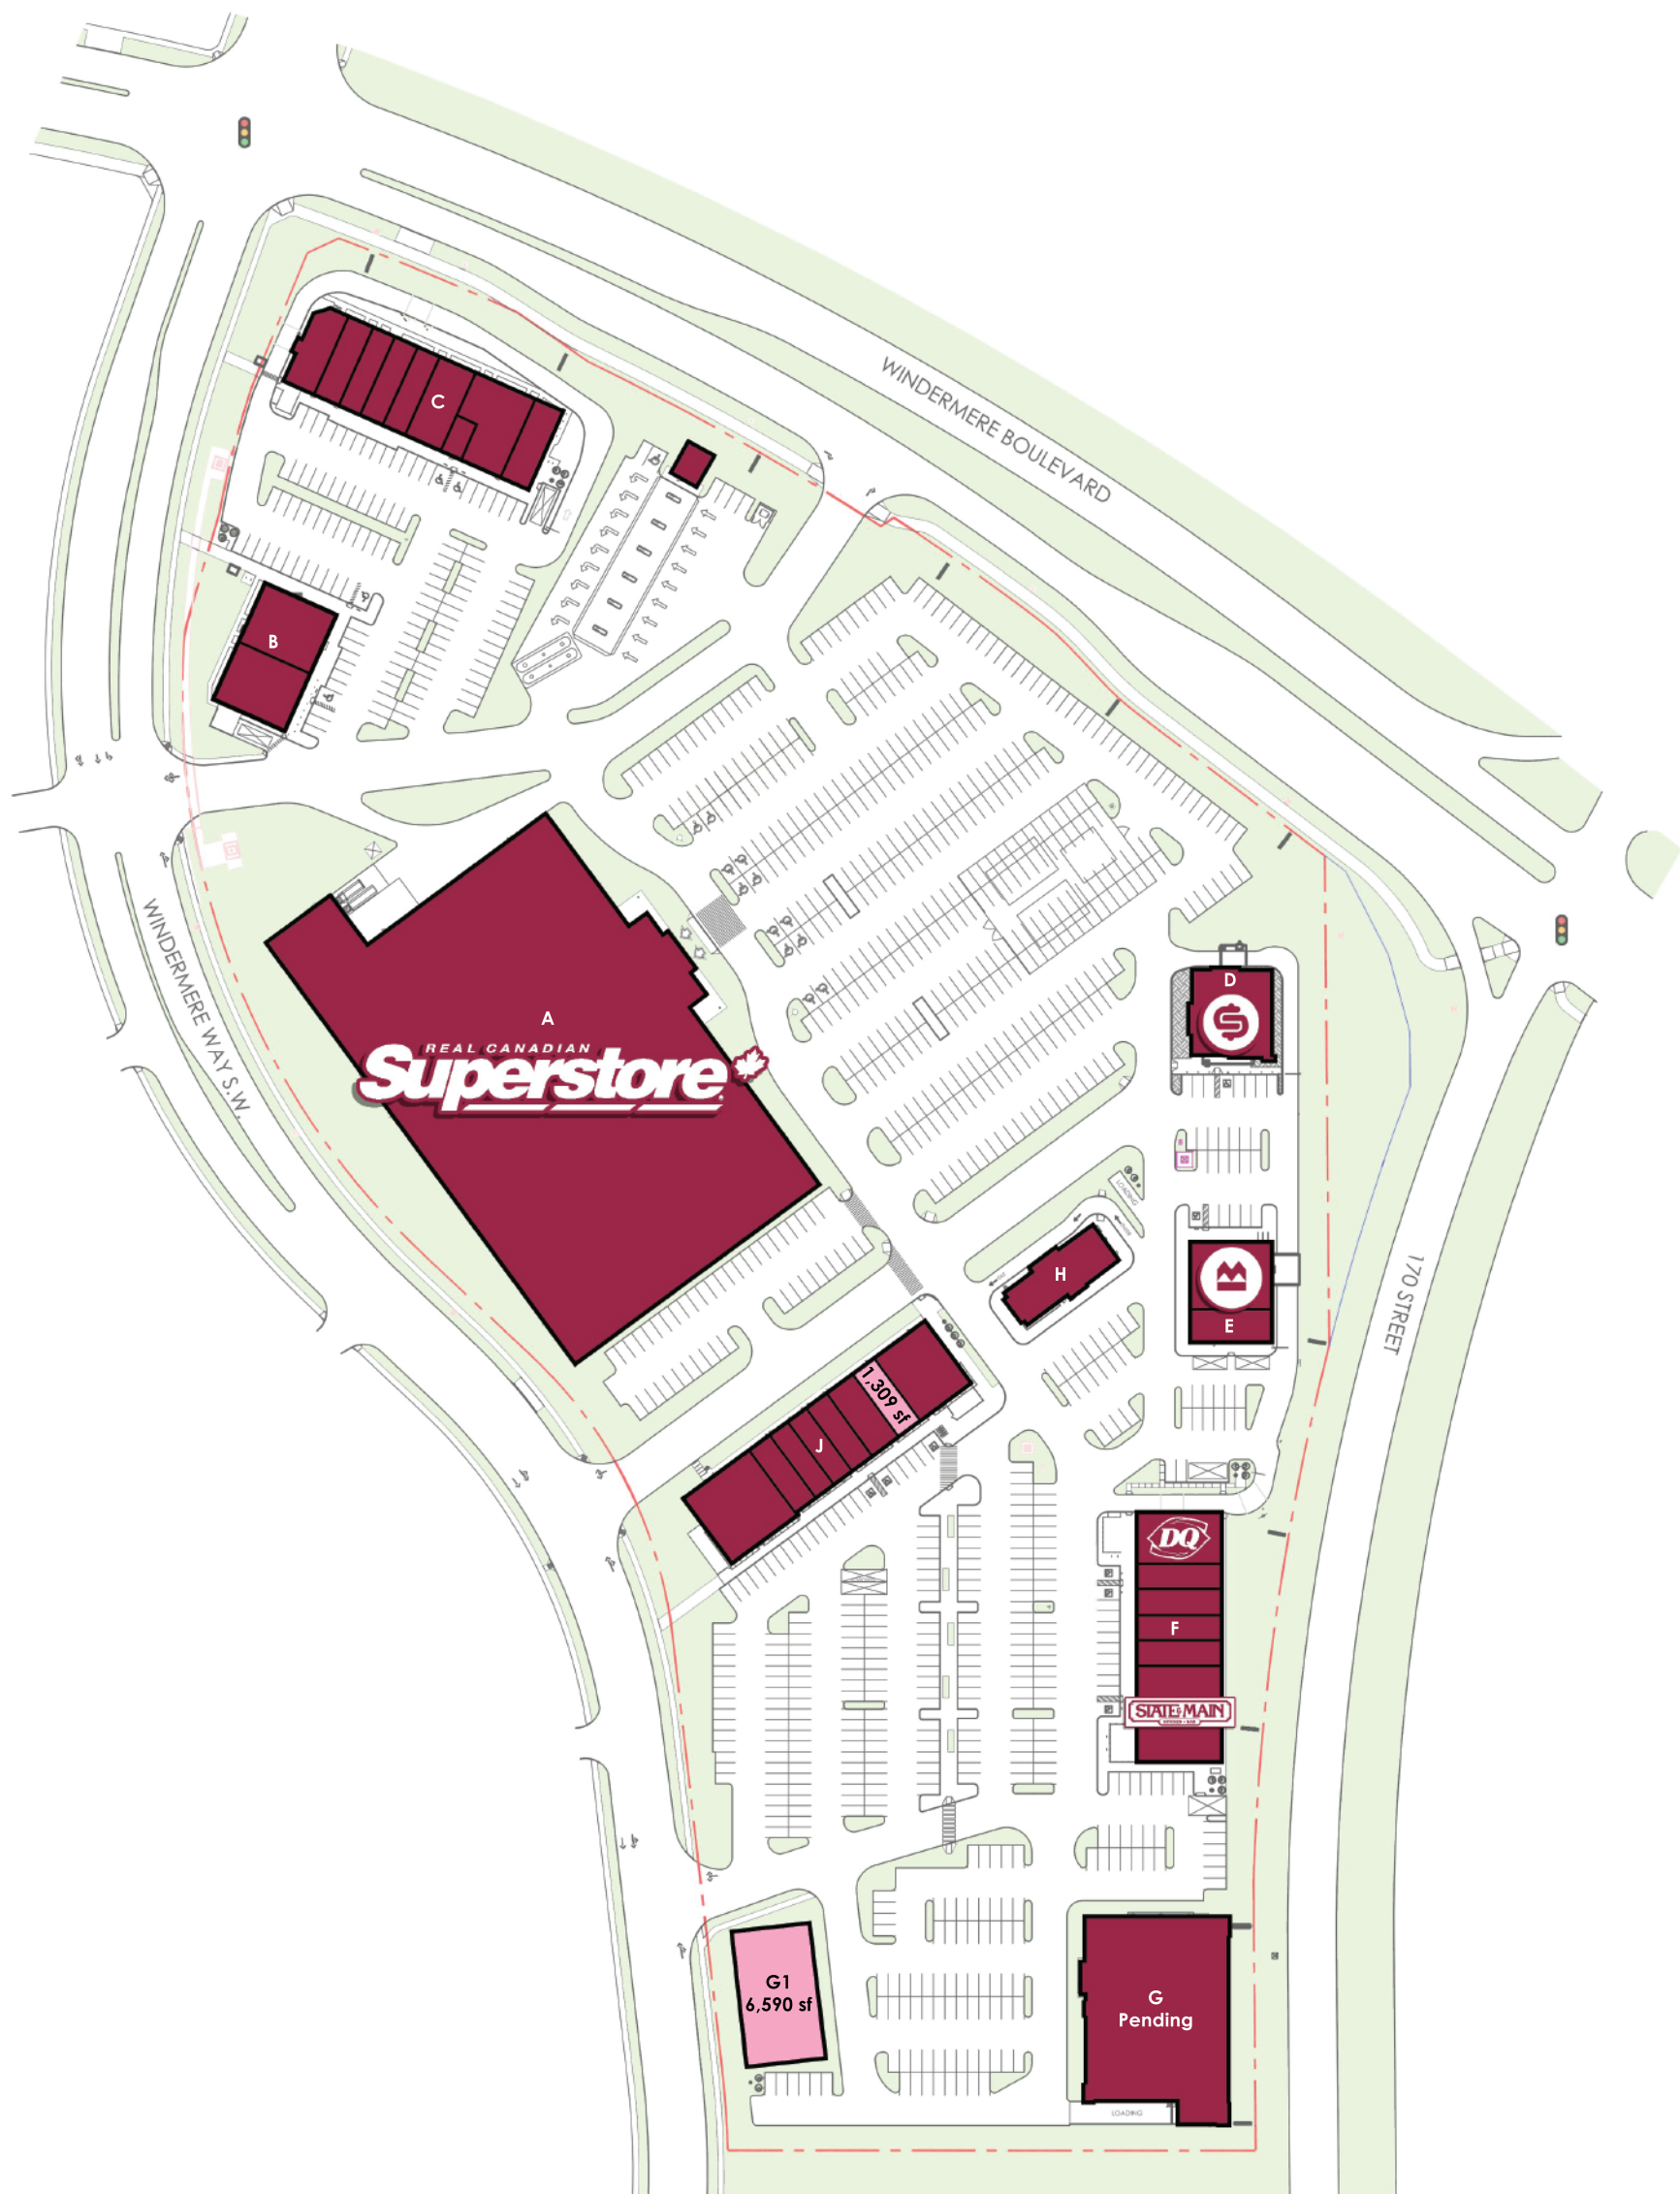 WINDERMERE BOULEVARD
C
B
A
REAL CANADIAN
Superstore
WINDERMERE WAY S.W.
D
LOADING
H
E
170 STREET
1,309 sf
J
DQ
F
STATE & MAIN
G1
6,590 sf
G
Pending
LOADING